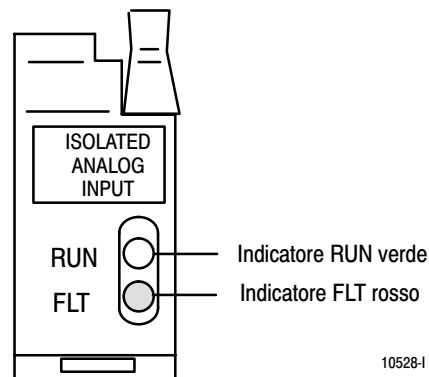 ISOLATED
ANALOG
INPUT
RUN
Indicatore RUN verde
FLT
Indicatore FLT rosso
10528-I